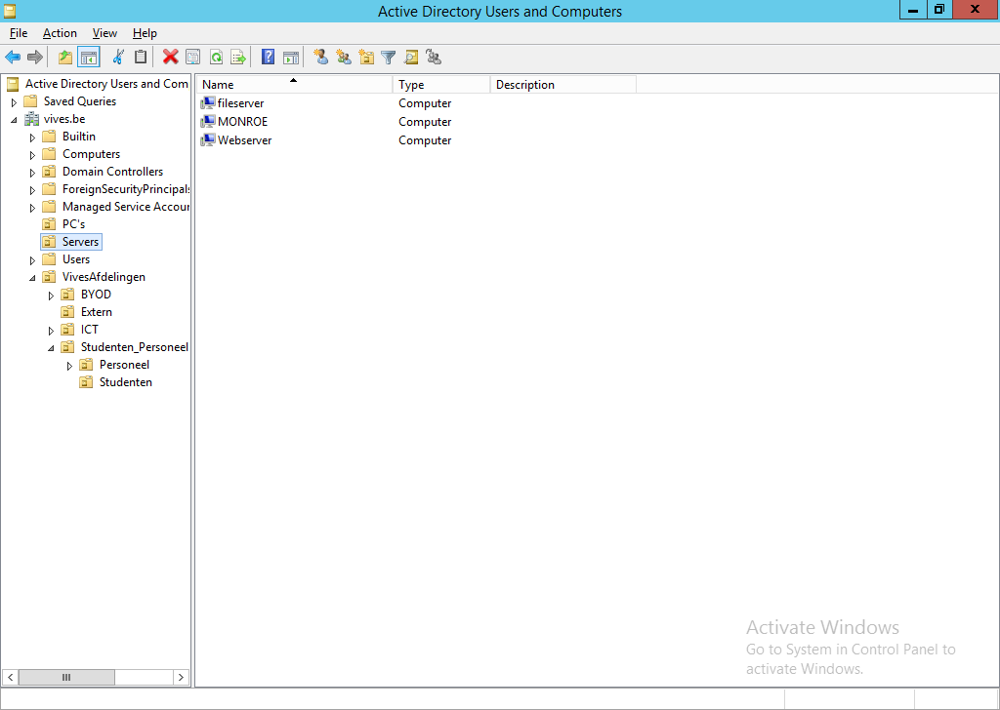 Active Directory Users and Computers
File Action View Help
Active Directory Users and Com
Saved Queries
vives.be
Builtin
Computers
Domain Controllers
ForeignSecurityPrincipals
Managed Service Accour
PC's
Servers
Users
VivesAfdelingen
BYOD
Extern
ICT
Studenten_Personeel
Personeel
Studenten
Name Type Description
fileserver Computer
MONROE Computer
Webserver Computer
Activate Windows
Go to System in Control Panel to
activate Windows.